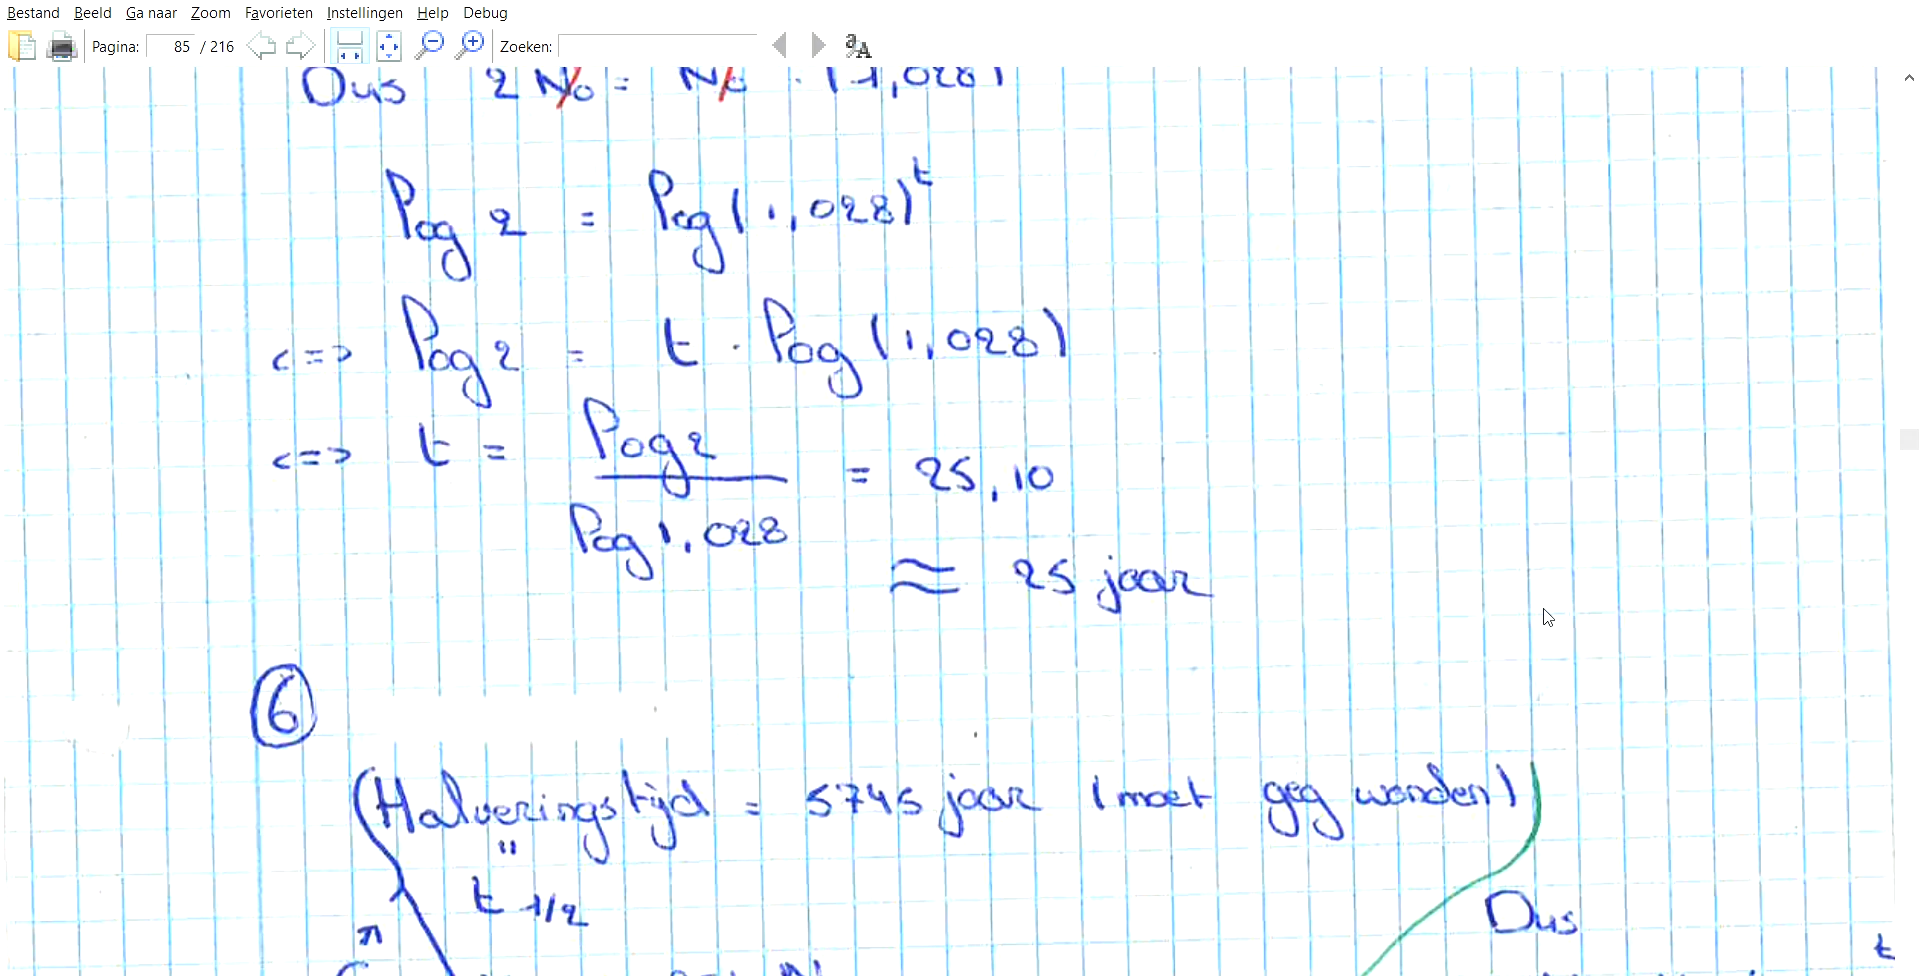 Bestand Beeld Ga naar Zoom Favorieten Instellingen Help Debug
Pagina: 85 / 216 Zoeken:
Dus 2 N0 = N0 . (1,028)
log 2 = log (1,028)^t
<=> log 2 = t . log (1,028)
<=> t = log 2 / log 1,028 = 25,10
≈ 25 jaar
6
(Halveringstijd = 5745 jaar (moet geg worden)
"
t 1/2
Dus
t